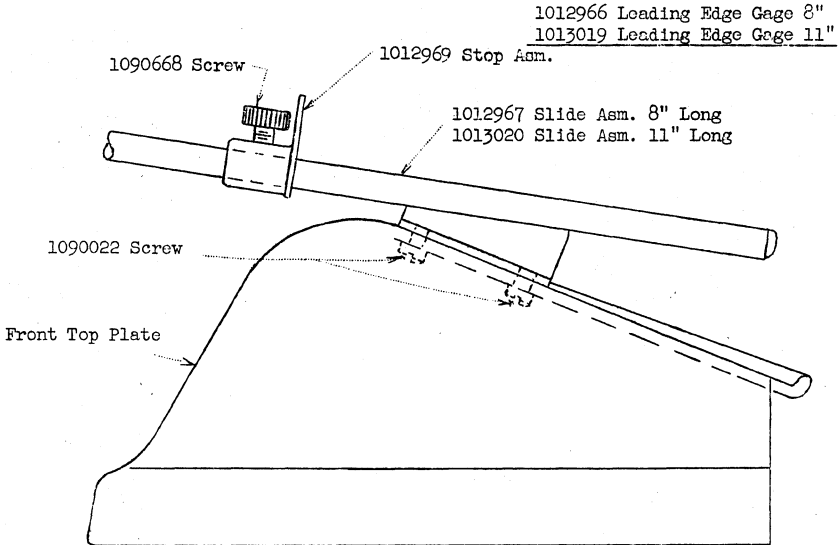 1012966 Leading Edge Gage 8"
1013019 Leading Edge Gage 11"
1090668 Screw
1012969 Stop Asm.
1012967 Slide Asm. 8" Long
1013020 Slide Asm. 11" Long
1090022 Screw
Front Top Plate